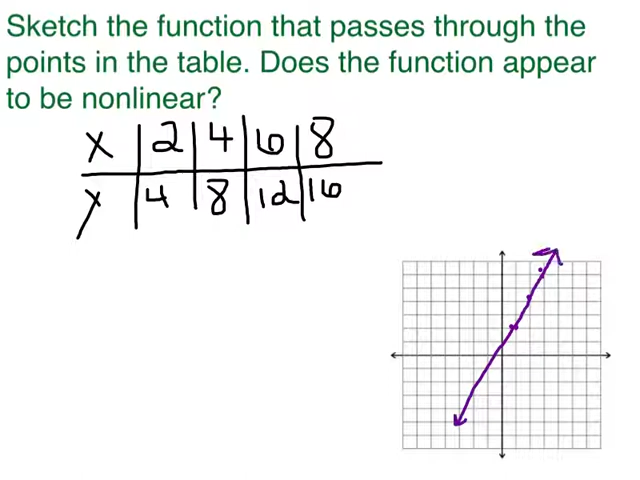 Sketch the function that passes through the
points in the table. Does the function appear
to be nonlinear?
x | 2 | 4 | 6 | 8
y | 4 | 8 | 12 | 16